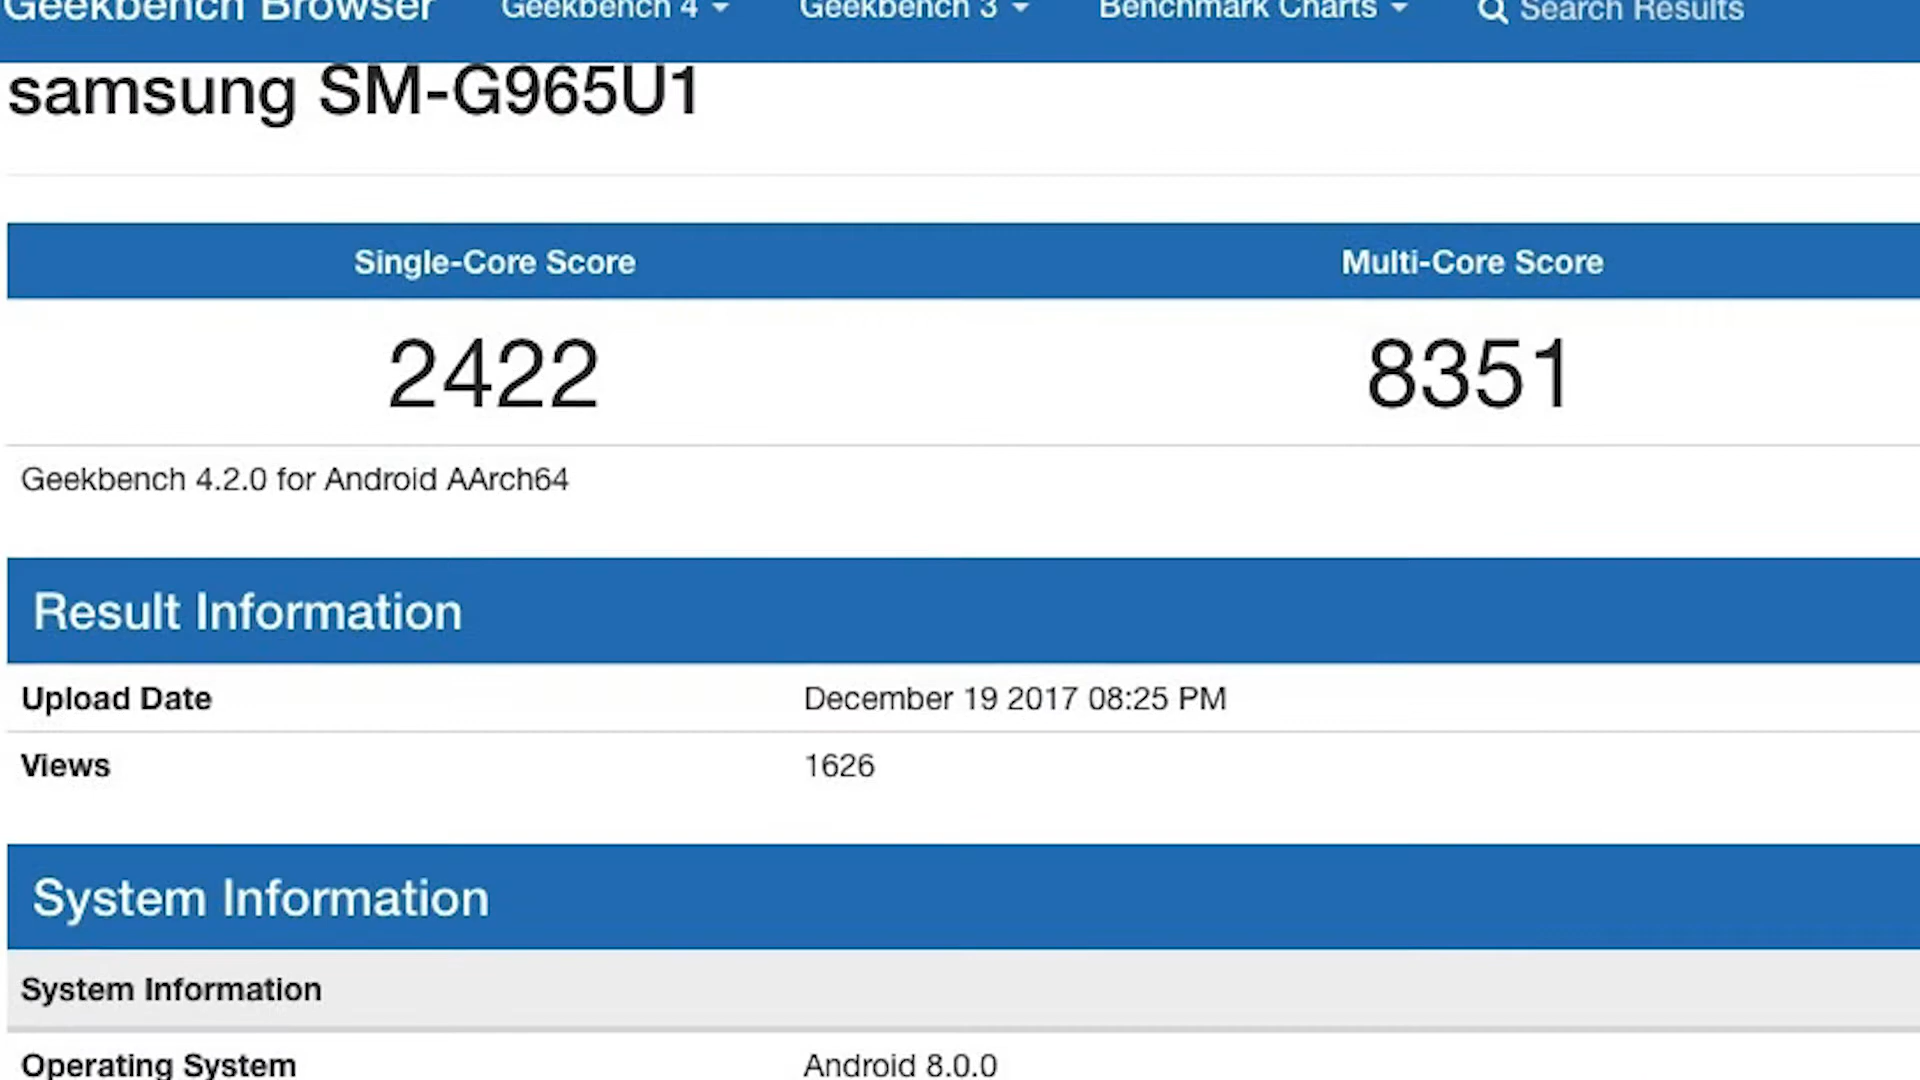 Geekbench Browser Geekbench 4 Geekbench 3 Benchmark Charts Search Results
samsung SM-G965U1
Single-Core Score Multi-Core Score
2422 8351
Geekbench 4.2.0 for Android AArch64
Result Information
Upload Date December 19 2017 08:25 PM
Views 1626
System Information
System Information
Operating System Android 8.0.0